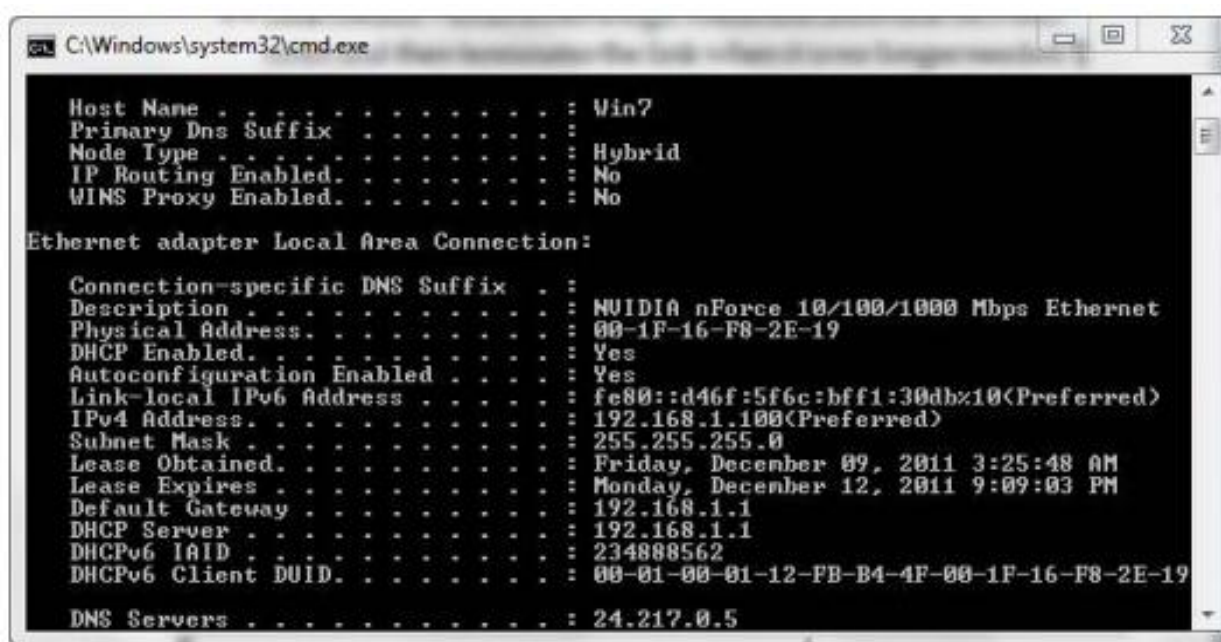 C:\Windows\system32\cmd.exe
Host Name . . . . . . . . . . . . : Win7
Primary Dns Suffix  . . . . . . . :
Node Type . . . . . . . . . . . . : Hybrid
IP Routing Enabled. . . . . . . . : No
WINS Proxy Enabled. . . . . . . . : No
Ethernet adapter Local Area Connection:
Connection-specific DNS Suffix  . :
Description . . . . . . . . . . . : NVIDIA nForce 10/100/1000 Mbps Ethernet
Physical Address. . . . . . . . . : 00-1F-16-F8-2E-19
DHCP Enabled. . . . . . . . . . . : Yes
Autoconfiguration Enabled . . . . : Yes
Link-local IPv6 Address . . . . . : fe80::d46f:5f6c:bff1:30db%10(Preferred)
IPv4 Address. . . . . . . . . . . : 192.168.1.100(Preferred)
Subnet Mask . . . . . . . . . . . : 255.255.255.0
Lease Obtained. . . . . . . . . . : Friday, December 09, 2011 3:25:48 AM
Lease Expires . . . . . . . . . . : Monday, December 12, 2011 9:09:03 PM
Default Gateway . . . . . . . . . : 192.168.1.1
DHCP Server . . . . . . . . . . . : 192.168.1.1
DHCPv6 IAID . . . . . . . . . . . : 234888562
DHCPv6 Client DUID. . . . . . . . : 00-01-00-01-12-FB-B4-4F-00-1F-16-F8-2E-19
DNS Servers . . . . . . . . . . . : 24.217.0.5